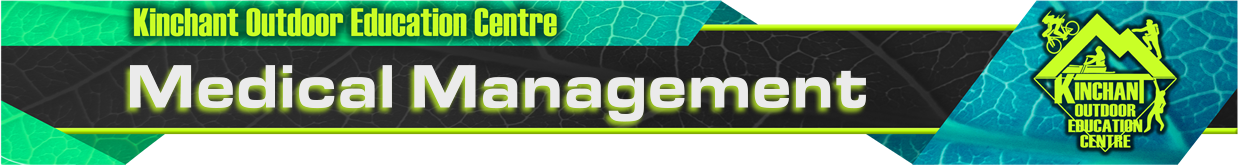 Kinchant Outdoor Education Centre
Medical Management
KINCHANT
OUTDOOR
EDUCATION
CENTRE